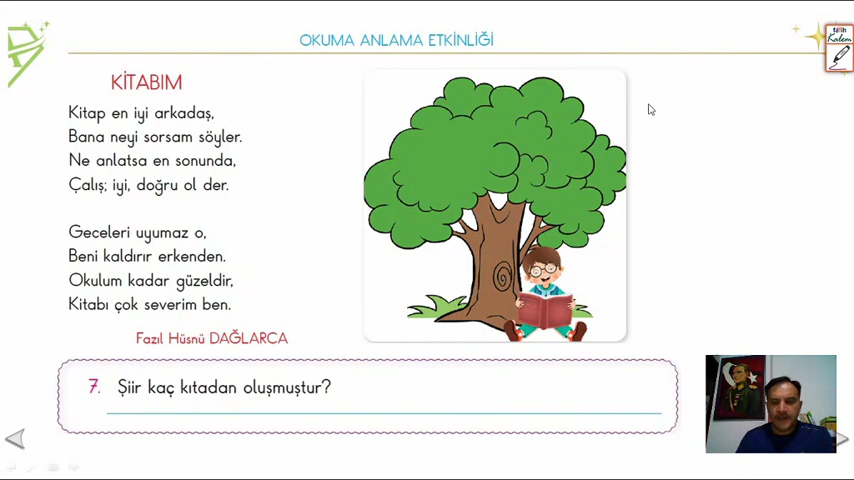 OKUMA ANLAMA ETKİNLİĞİ
fatih
Kalem
KİTABIM
Kitap en iyi arkadaş,
Bana neyi sorsam söyler.
Ne anlatsa en sonunda,
Çalış; iyi, doğru ol der.
Geceleri uyumaz o,
Beni kaldırır erkenden.
Okulum kadar güzeldir,
Kitabı çok severim ben.
Fazıl Hüsnü DAĞLARCA
7. Şiir kaç kıtadan oluşmuştur?